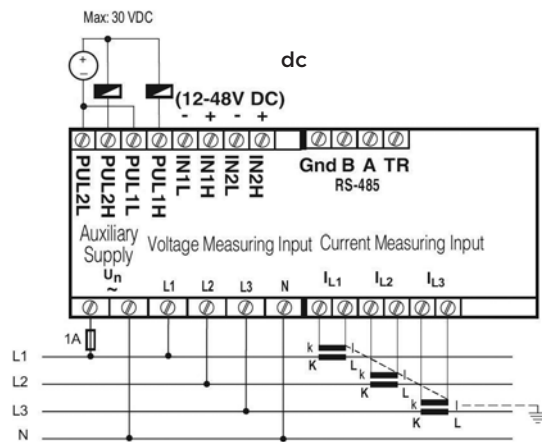 Max: 30 VDC
dc
(12-48V DC)
- + - +
PUL2L PUL2H PUL1L PUL1H IN1L IN1H IN2L IN2H
Gnd B A TR
RS-485
Auxiliary Supply
Voltage Measuring Input
Current Measuring Input
Un ~
L1 L2 L3 N
IL1 IL2 IL3
1A
L1
k l
K L
L2
k l
K L
L3
k l
K L
N